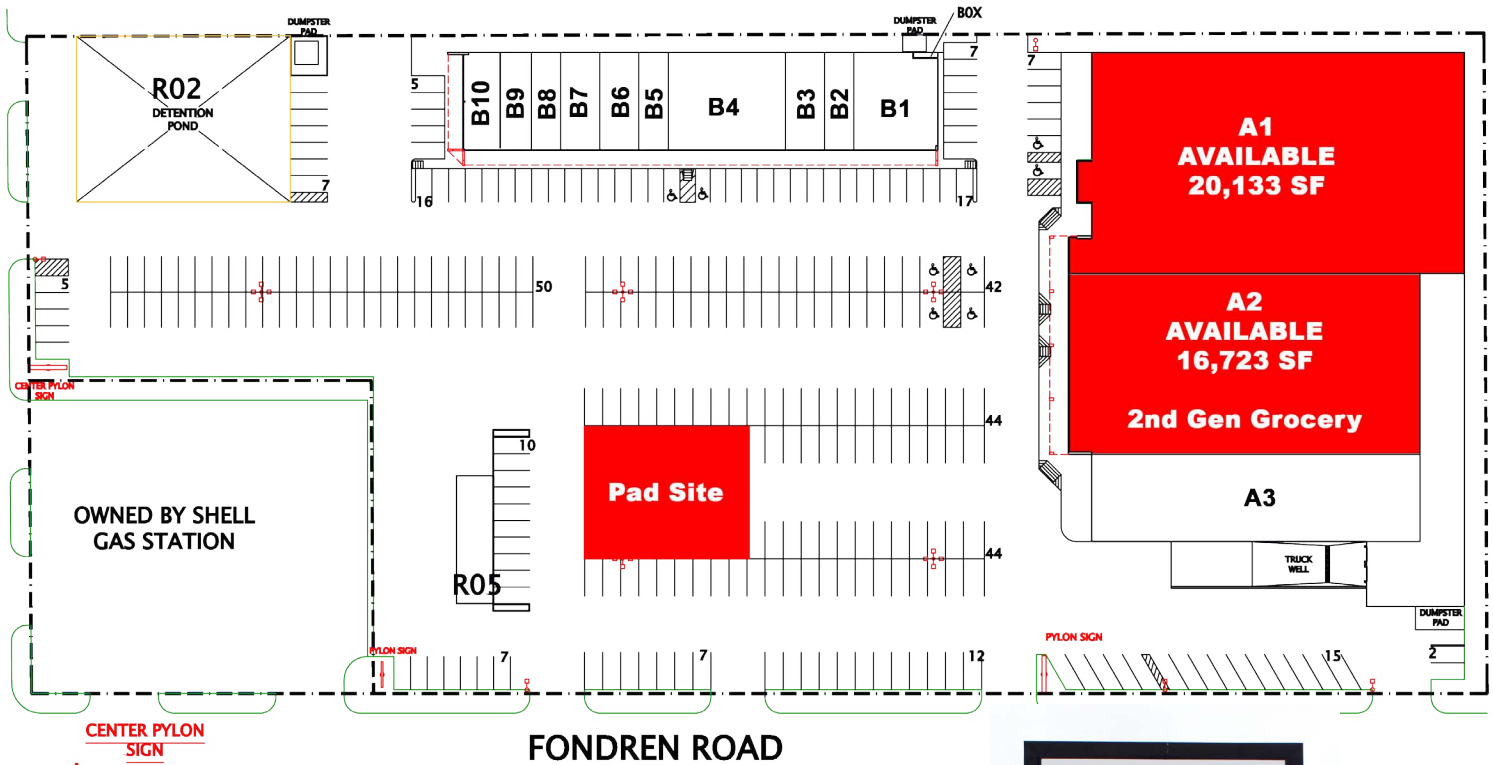 DUMPSTER
PAD
R02
DETENTION
POND
7
5
B10
B9
B8
B7
B6
B5
B4
B3
B2
B1
DUMPSTER
PAD
BOX
7
16
17
7
A1
AVAILABLE
20,133 SF
5
50
42
A2
AVAILABLE
16,723 SF
2nd Gen Grocery
CENTER PYLON
SIGN
44
10
Pad Site
A3
OWNED BY SHELL
GAS STATION
44
TRUCK
WELL
R05
DUMPSTER
PAD
PYLON SIGN
7
7
12
PYLON SIGN
15
2
CENTER PYLON
SIGN
FONDREN ROAD